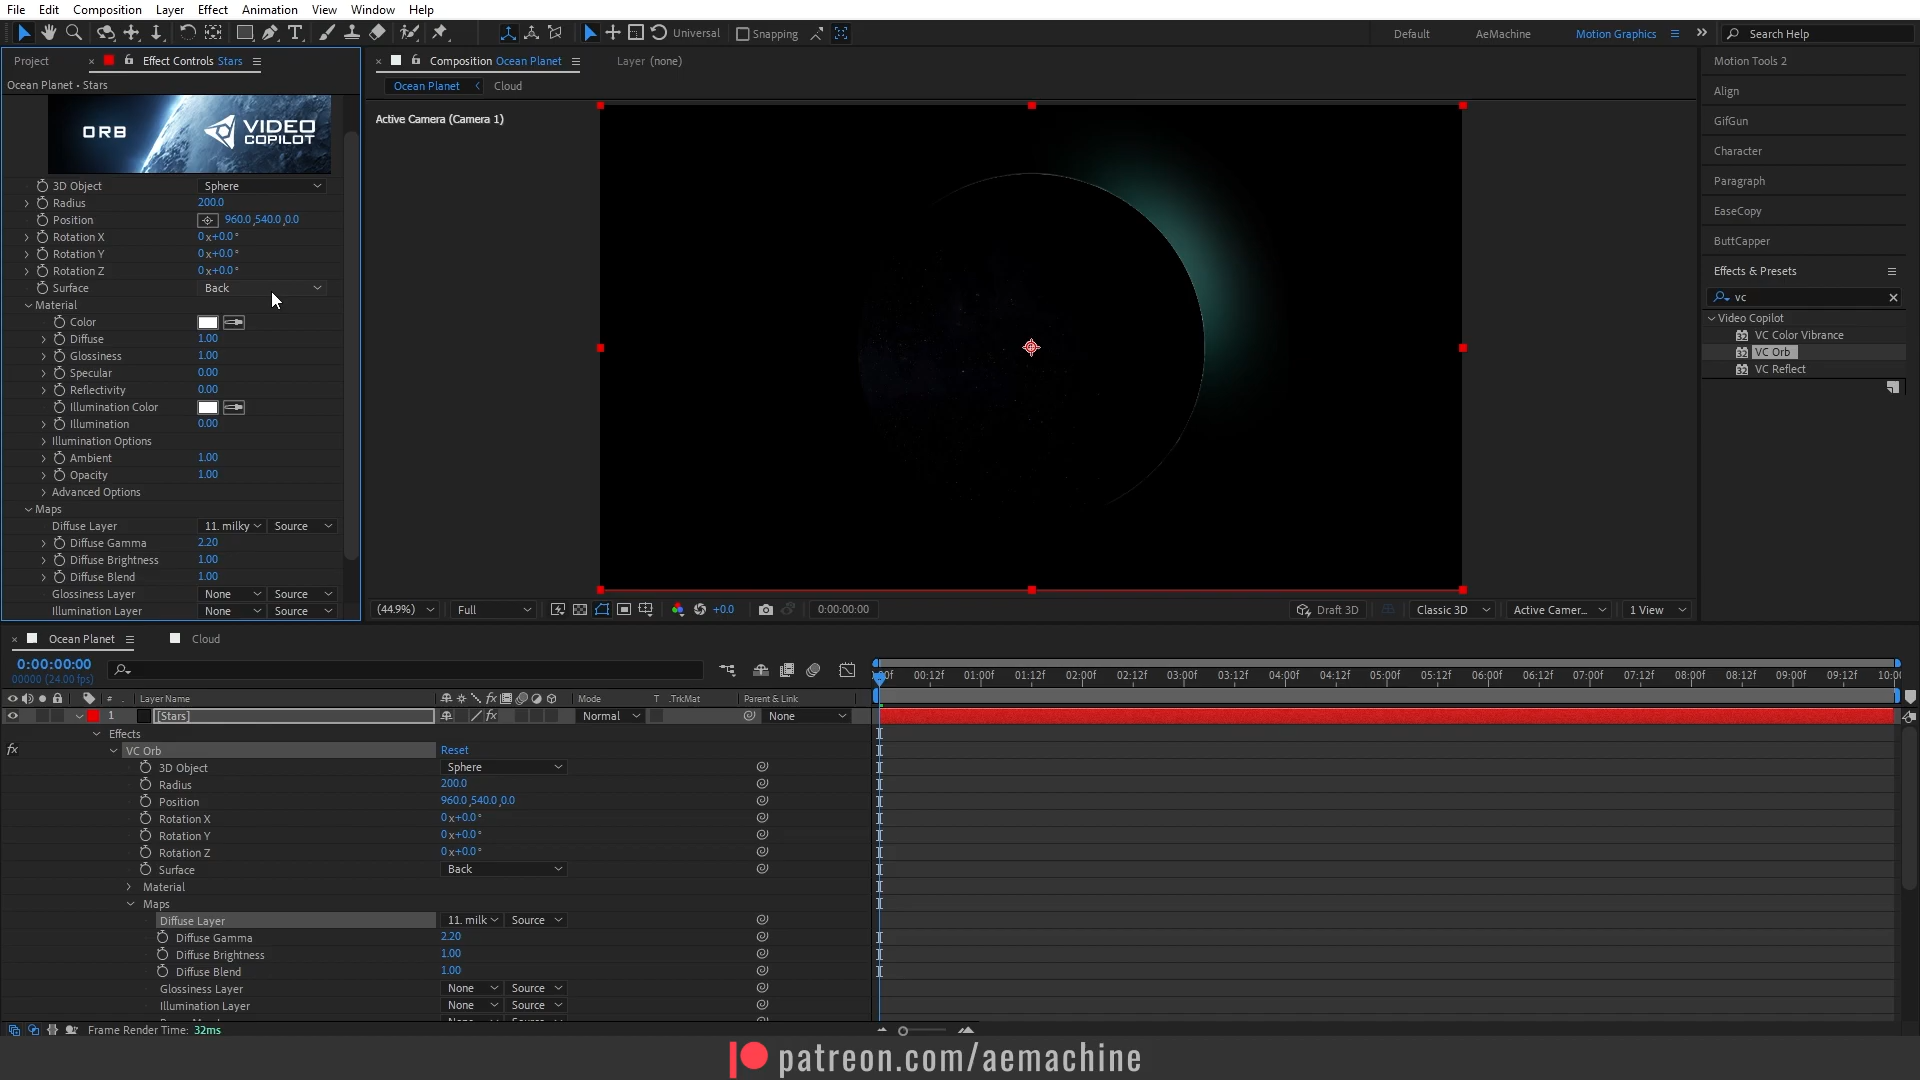 File Edit Composition Layer Effect Animation View Window Help
Universal Snapping Default AeMachine Motion Graphics Search Help
Project Effect Controls Stars
Ocean Planet • Stars
ORB VIDEO COPILOT
3D Object Sphere
Radius 200.0
Position 960.0,540.0,0.0
Rotation X 0x+0.0°
Rotation Y 0x+0.0°
Rotation Z 0x+0.0°
Surface Back
Material
Color
Diffuse 1.00
Glossiness 1.00
Specular 0.00
Reflectivity 0.00
Illumination Color
Illumination 0.00
Illumination Options
Ambient 1.00
Opacity 1.00
Advanced Options
Maps
Diffuse Layer 11. milky Source
Diffuse Gamma 2.20
Diffuse Brightness 1.00
Diffuse Blend 1.00
Glossiness Layer None Source
Illumination Layer None Source
Composition Ocean Planet Layer (none)
Ocean Planet Cloud
Active Camera (Camera 1)
(44.9%) Full +0.0 0:00:00:00 Draft 3D Classic 3D Active Camer... 1 View
Motion Tools 2
Align
GifGun
Character
Paragraph
EaseCopy
ButtCapper
Effects & Presets
vc
Video Copilot
32 VC Color Vibrance
32 VC Orb
32 VC Reflect
Ocean Planet Cloud
0:00:00:00
00000 (24.00 fps)
00:12f 01:00f 01:12f 02:00f 02:12f 03:00f 03:12f 04:00f 04:12f 05:00f 05:12f 06:00f 06:12f 07:00f 07:12f 08:00f 08:12f 09:00f 09:12f 10:00
# Layer Name fx Mode T .TrkMat Parent & Link
1 [Stars] fx Normal None
Effects
fx VC Orb Reset
3D Object Sphere
Radius 200.0
Position 960.0,540.0,0.0
Rotation X 0x+0.0°
Rotation Y 0x+0.0°
Rotation Z 0x+0.0°
Surface Back
Material
Maps
Diffuse Layer 11. milk Source
Diffuse Gamma 2.20
Diffuse Brightness 1.00
Diffuse Blend 1.00
Glossiness Layer None Source
Illumination Layer None Source
Frame Render Time: 32ms
patreon.com/aemachine